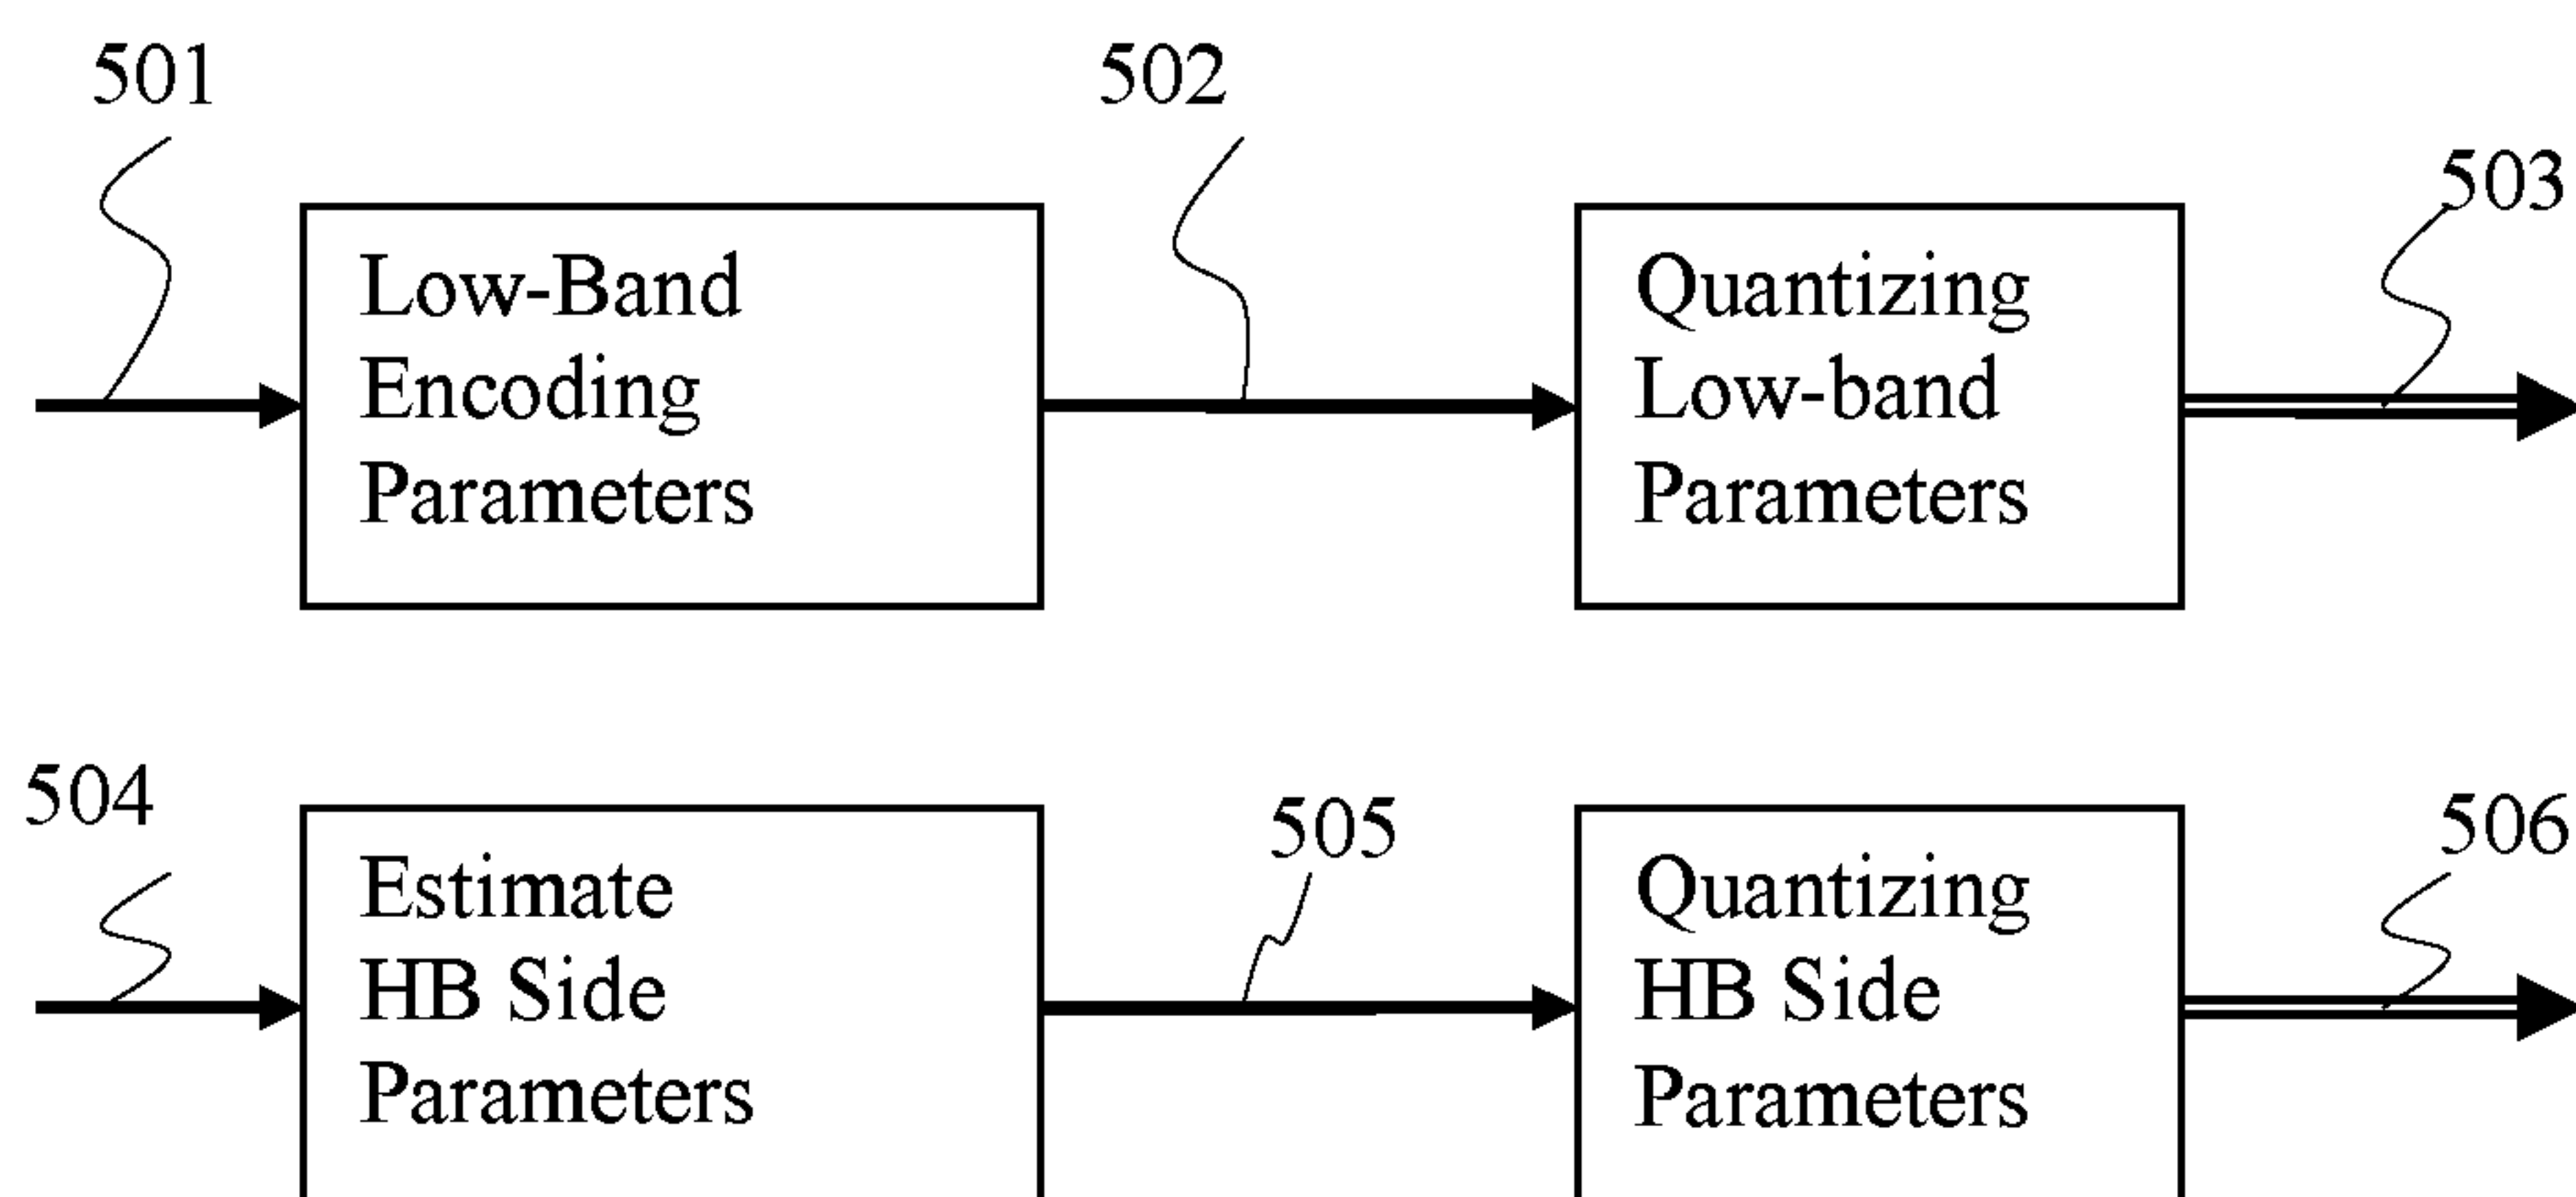 501
502
503
Low-Band
Encoding
Parameters
Quantizing
Low-band
Parameters
504
505
506
Estimate
HB Side
Parameters
Quantizing
HB Side
Parameters